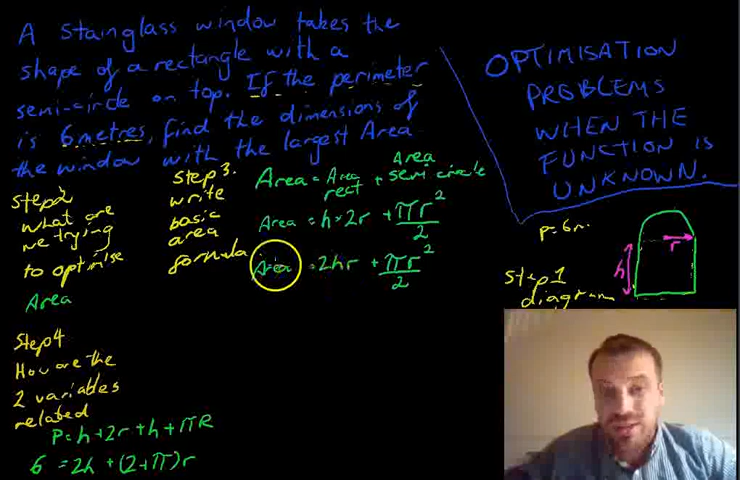 A Stainglass window takes the
shape of a rectangle with a
semi-circle on top. If the perimeter
is 6 metres, find the dimensions of
the window with the largest Area
OPTIMISATION
PROBLEMS
WHEN THE
FUNCTION IS
UNKNOWN.
Step 2
what are
we trying
to optimise
Area
Step 3.
write
basic
area
formula
Area = Area rect + Area semi circle
Area = h × 2r + πr²/2
Area = 2hr + πr²/2
P=6m.
r
h
Step 1
diagram
Step 4
How are the
2 variables
related
P = h + 2r + h + πR
6 = 2h + (2+π)r